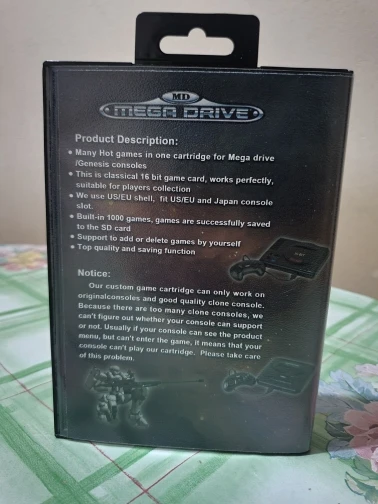 MD
MEGA DRIVE
Product Description:
• Many Hot games in one cartridge for Mega drive
/Genesis consoles
• This is classical 16 bit game card, works perfectly,
suitable for players collection
• We use US/EU shell, fit US/EU and Japan console
slot.
• Built-in 1000 games, games are successfully saved
to the SD card
• Support to add or delete games by yourself
• Top quality and saving function
Notice:
Our custom game cartridge can only work on
originalconsoles and good quality clone console.
Because there are too many clone consoles, we
can't figure out whether your console can support
or not. Usually if your console can see the product
menu, but can't enter the game, it means that your
console can't play our cartridge. Please take care
of this problem.